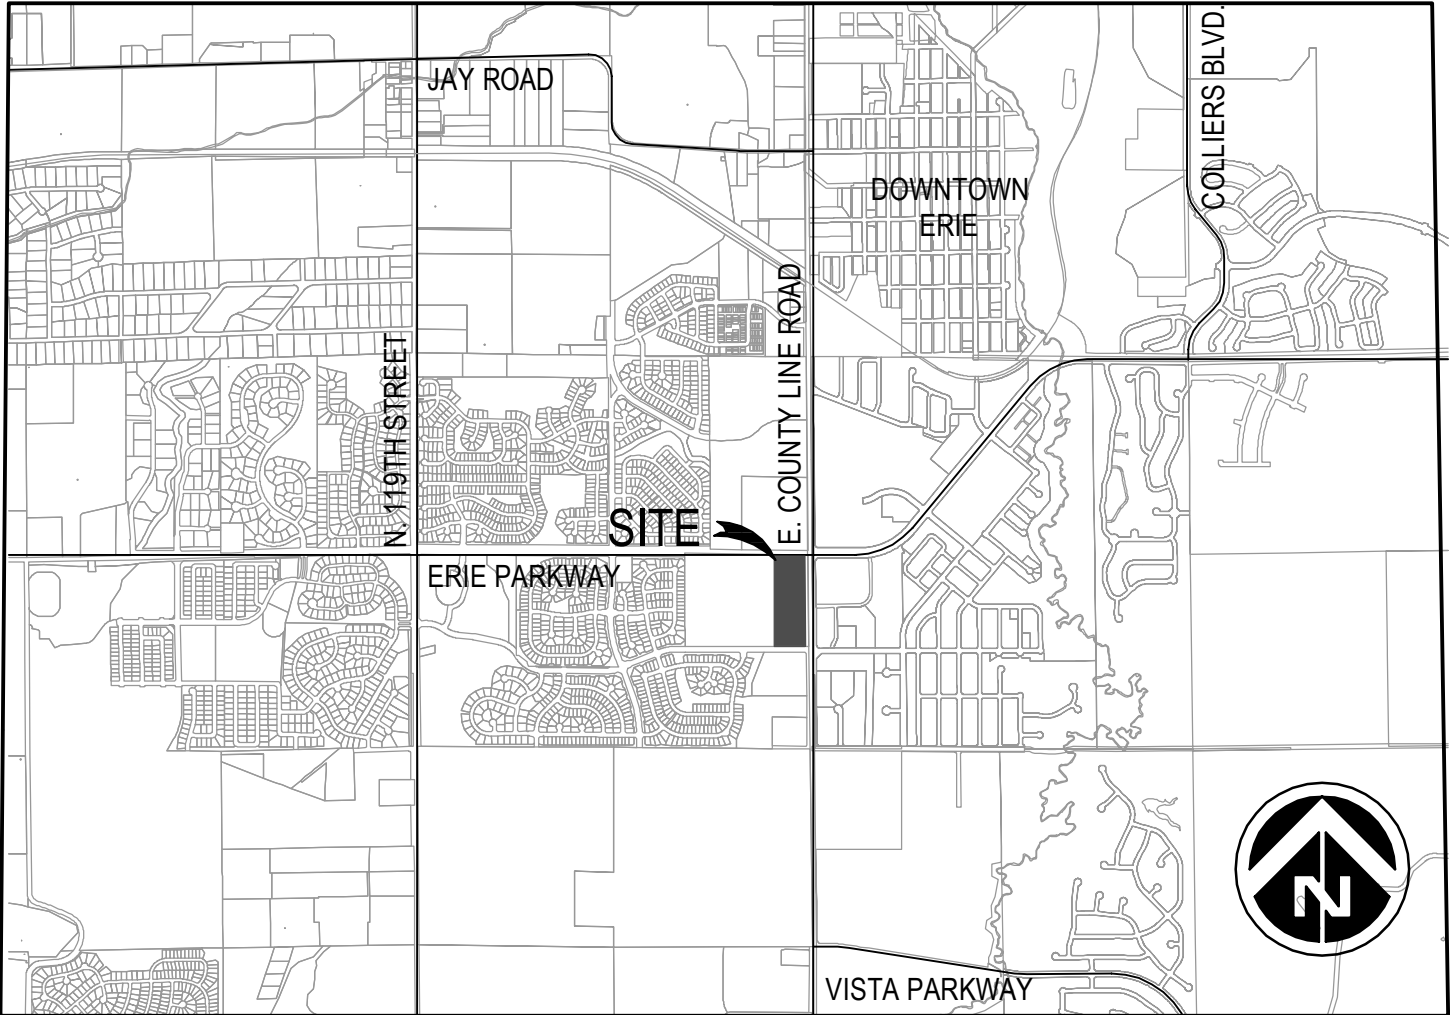 JAY ROAD
COLLIERS BLVD.
DOWNTOWN
ERIE
E. COUNTY LINE ROAD
N. 119TH STREET
SITE
ERIE PARKWAY
N
VISTA PARKWAY